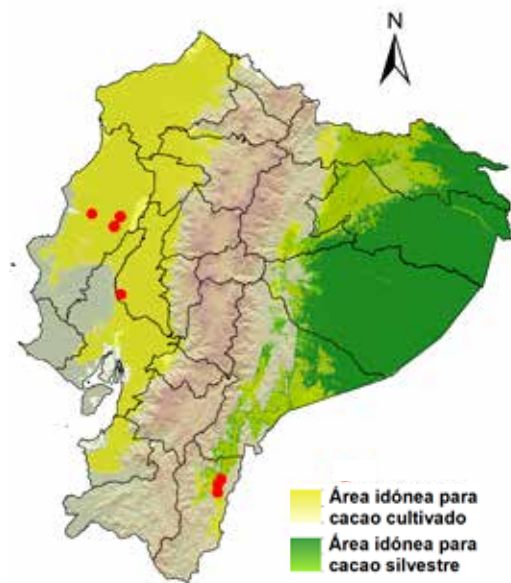 N
Área idónea para
cacao cultivado
Área idónea para
cacao silvestre